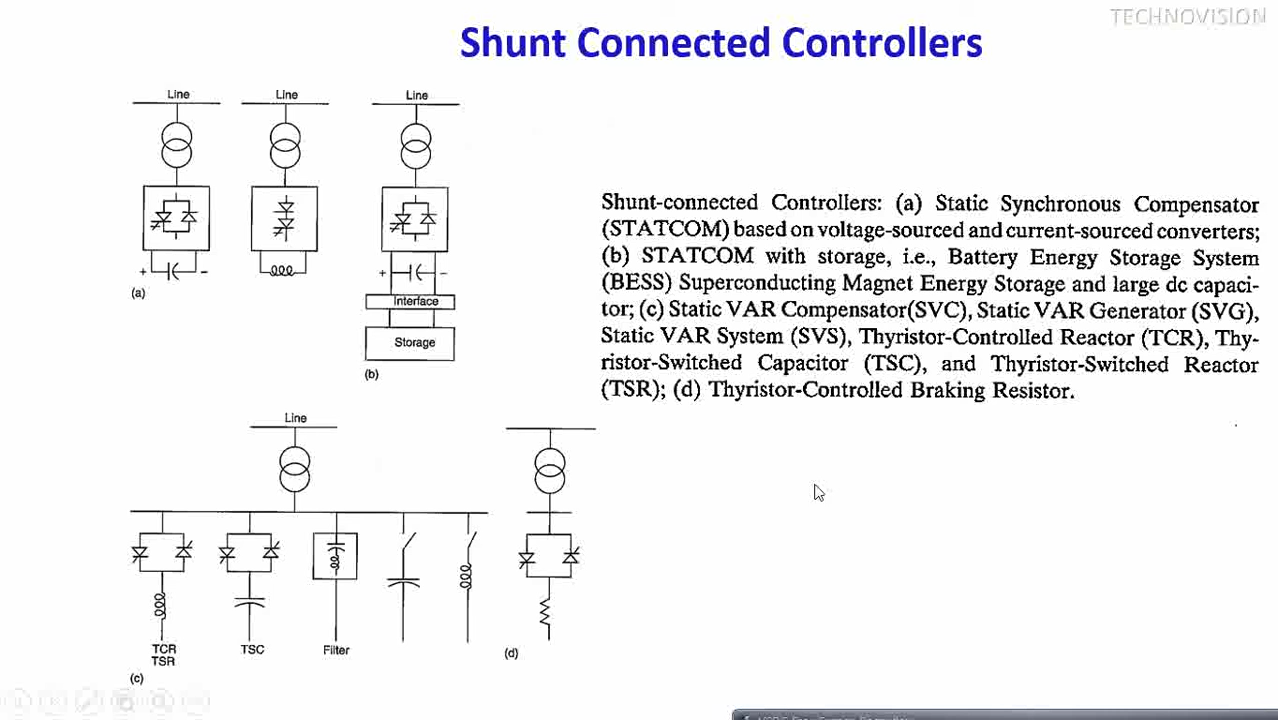 TECHNOVISION
Shunt Connected Controllers
Line Line Line
+ -
+ -
(a)
Interface
Storage
(b)
Shunt-connected Controllers: (a) Static Synchronous Compensator
(STATCOM) based on voltage-sourced and current-sourced converters;
(b) STATCOM with storage, i.e., Battery Energy Storage System
(BESS) Superconducting Magnet Energy Storage and large dc capaci-
tor; (c) Static VAR Compensator(SVC), Static VAR Generator (SVG),
Static VAR System (SVS), Thyristor-Controlled Reactor (TCR), Thy-
ristor-Switched Capacitor (TSC), and Thyristor-Switched Reactor
(TSR); (d) Thyristor-Controlled Braking Resistor.
Line
TCR
TSR
TSC
Filter
(c)
(d)